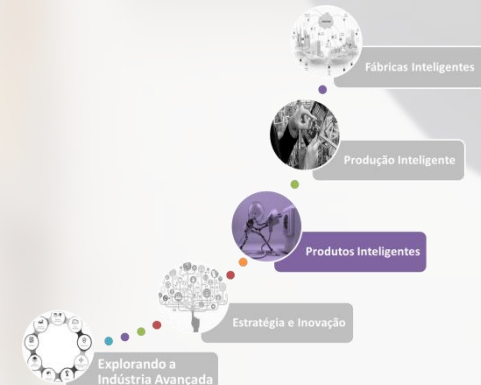 Fábricas Inteligentes
Produção Inteligente
Produtos Inteligentes
Estratégia e Inovação
Explorando a
Indústria Avançada